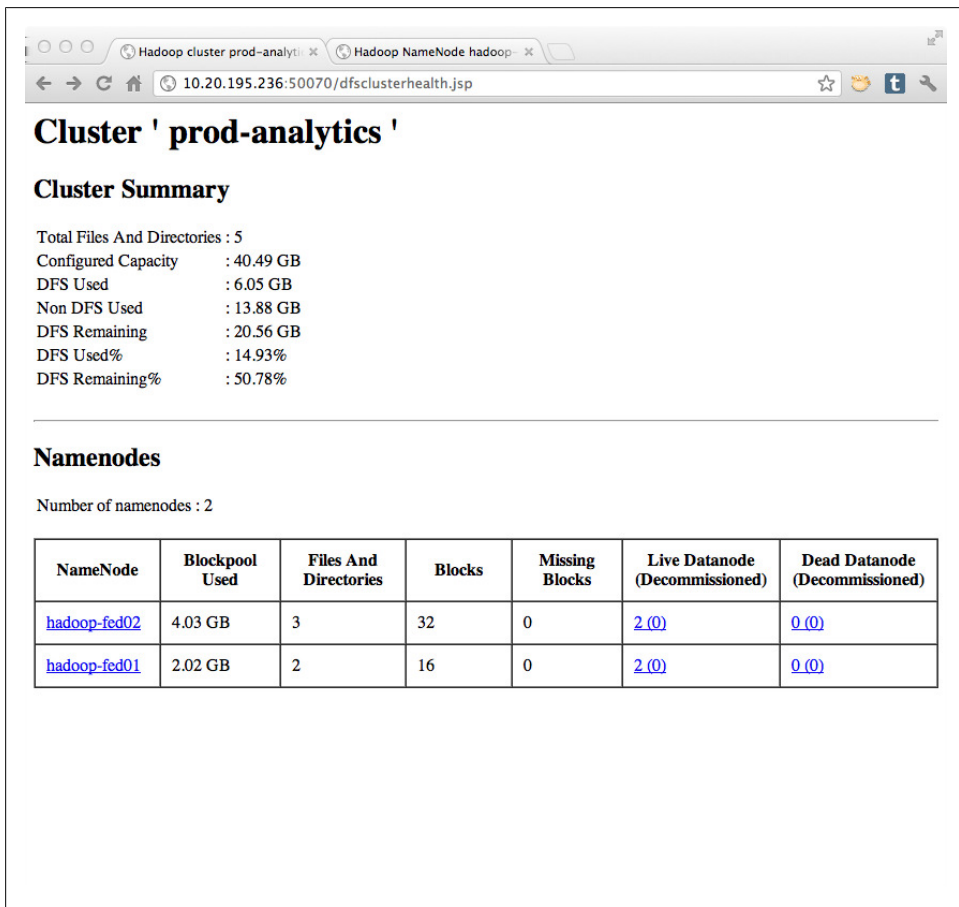 Hadoop cluster prod-analyti
Hadoop NameNode hadoop-
10.20.195.236:50070/dfsclusterhealth.jsp
t
Cluster ' prod-analytics '
Cluster Summary
Total Files And Directories : 5
Configured Capacity : 40.49 GB
DFS Used : 6.05 GB
Non DFS Used : 13.88 GB
DFS Remaining : 20.56 GB
DFS Used% : 14.93%
DFS Remaining% : 50.78%
Namenodes
Number of namenodes : 2
NameNode Blockpool Used Files And Directories Blocks Missing Blocks Live Datanode (Decommissioned) Dead Datanode (Decommissioned)
hadoop-fed02 4.03 GB 3 32 0 2 (0) 0 (0)
hadoop-fed01 2.02 GB 2 16 0 2 (0) 0 (0)